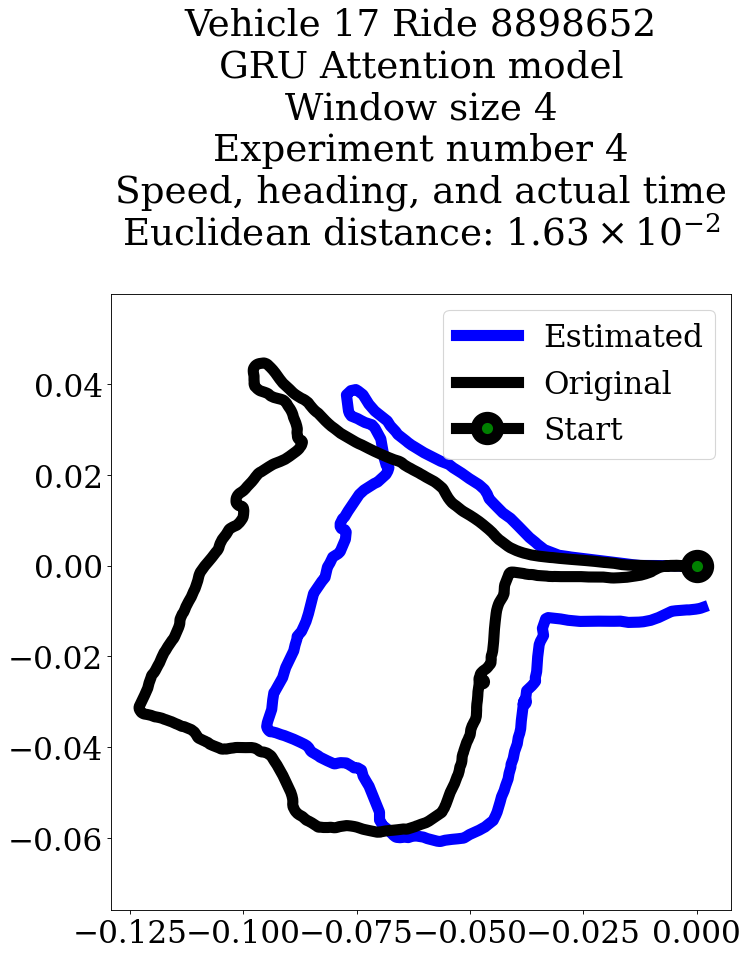 Vehicle 17 Ride 8898652
GRU Attention model
Window size 4
Experiment number 4
Speed, heading, and actual time
Euclidean distance: 1.63 × 10⁻²
Estimated
Original
Start
0.04
0.02
0.00
−0.02
−0.04
−0.06
−0.125 −0.100 −0.075 −0.050 −0.025 0.000